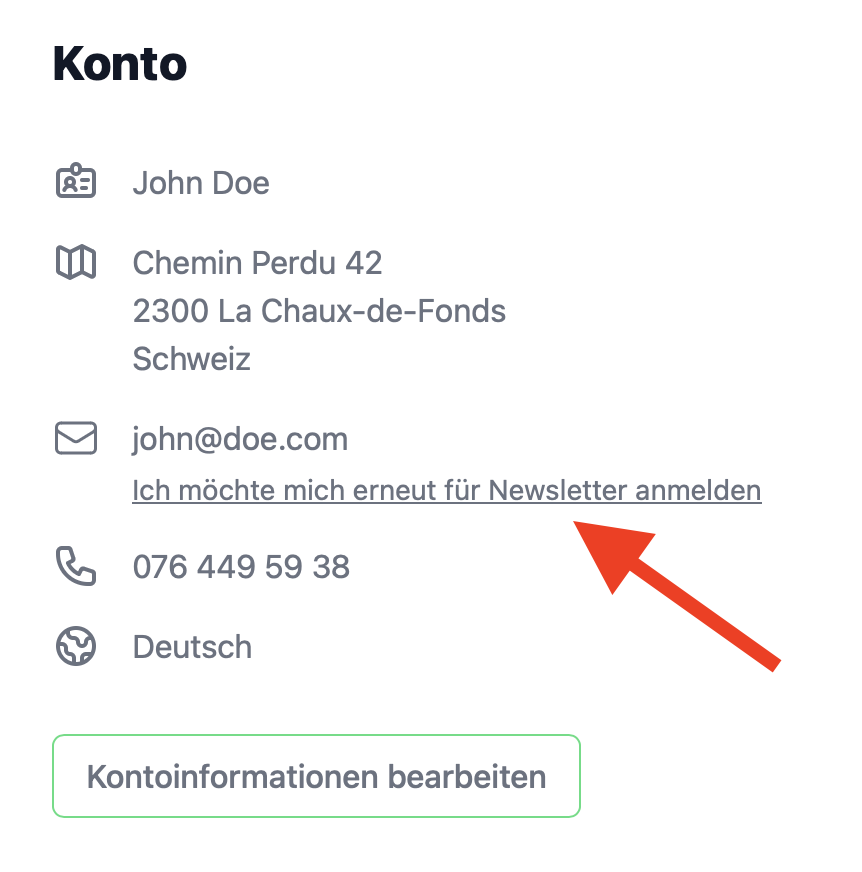 Konto
John Doe
Chemin Perdu 42
2300 La Chaux-de-Fonds
Schweiz
john@doe.com
Ich möchte mich erneut für Newsletter anmelden
076 449 59 38
Deutsch
Kontoinformationen bearbeiten